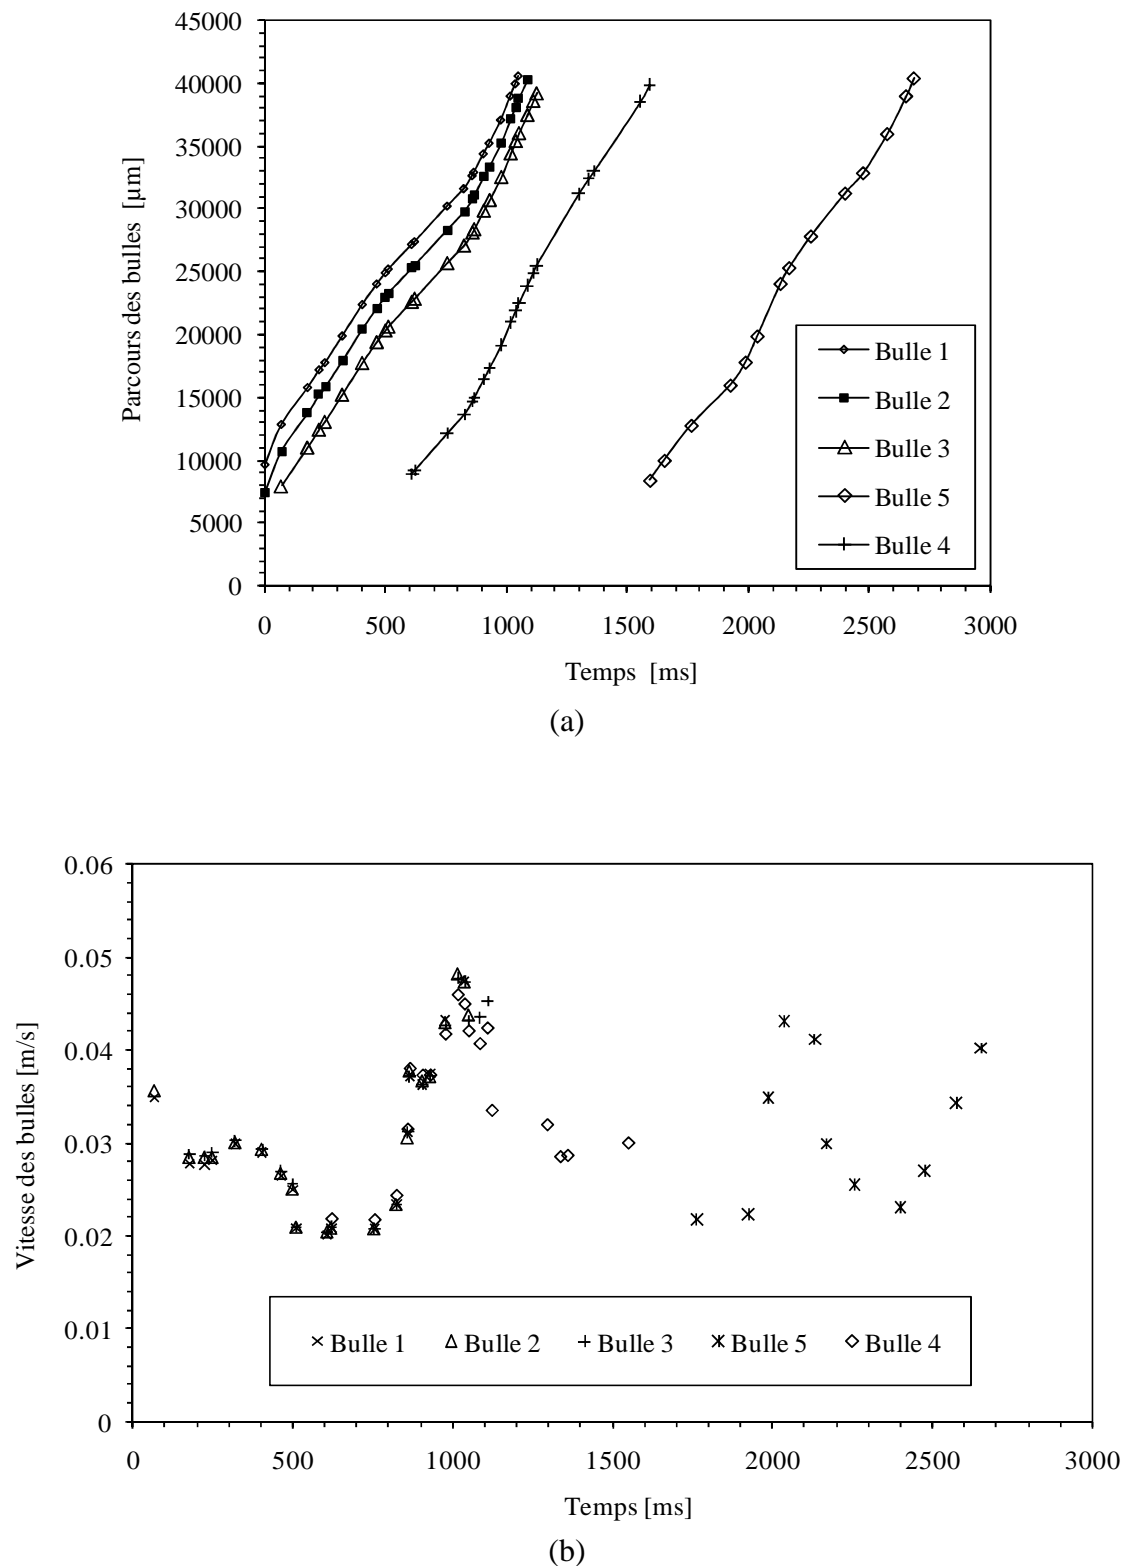 45000
40000
35000
30000
25000
20000
15000
10000
5000
0
Parcours des bulles [µm]
Bulle 1
Bulle 2
Bulle 3
Bulle 5
Bulle 4
0 500 1000 1500 2000 2500 3000
Temps [ms]
(a)
0.06
0.05
0.04
0.03
0.02
0.01
0
Vitesse des bulles [m/s]
Bulle 1 Bulle 2 Bulle 3 Bulle 5 Bulle 4
0 500 1000 1500 2000 2500 3000
Temps [ms]
(b)